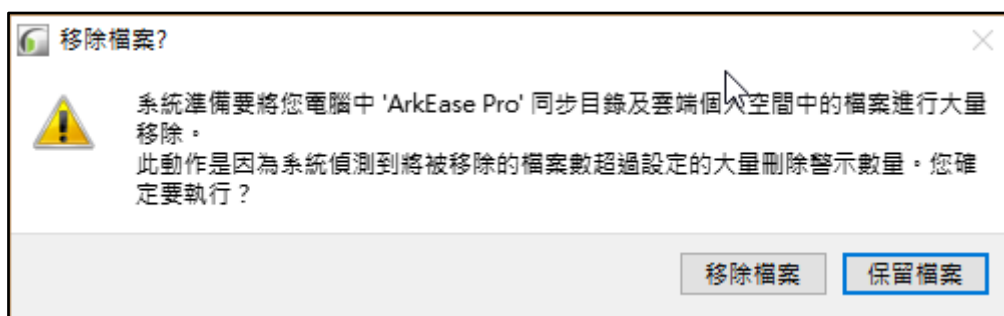 移除檔案?
系統準備要將您電腦中 'ArkEase Pro' 同步目錄及雲端個人空間中的檔案進行大量
移除。
此動作是因為系統偵測到將被移除的檔案數超過設定的大量刪除警示數量。您確
定要執行？
移除檔案
保留檔案